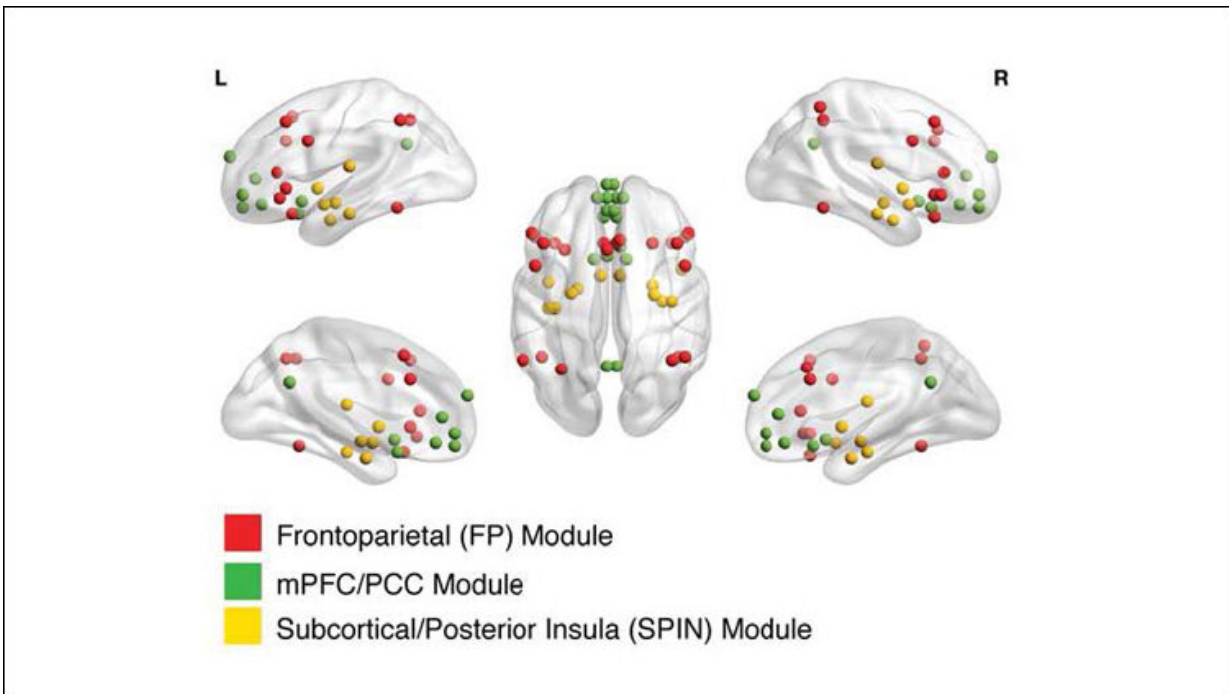 L
R
Frontoparietal (FP) Module
mPFC/PCC Module
Subcortical/Posterior Insula (SPIN) Module